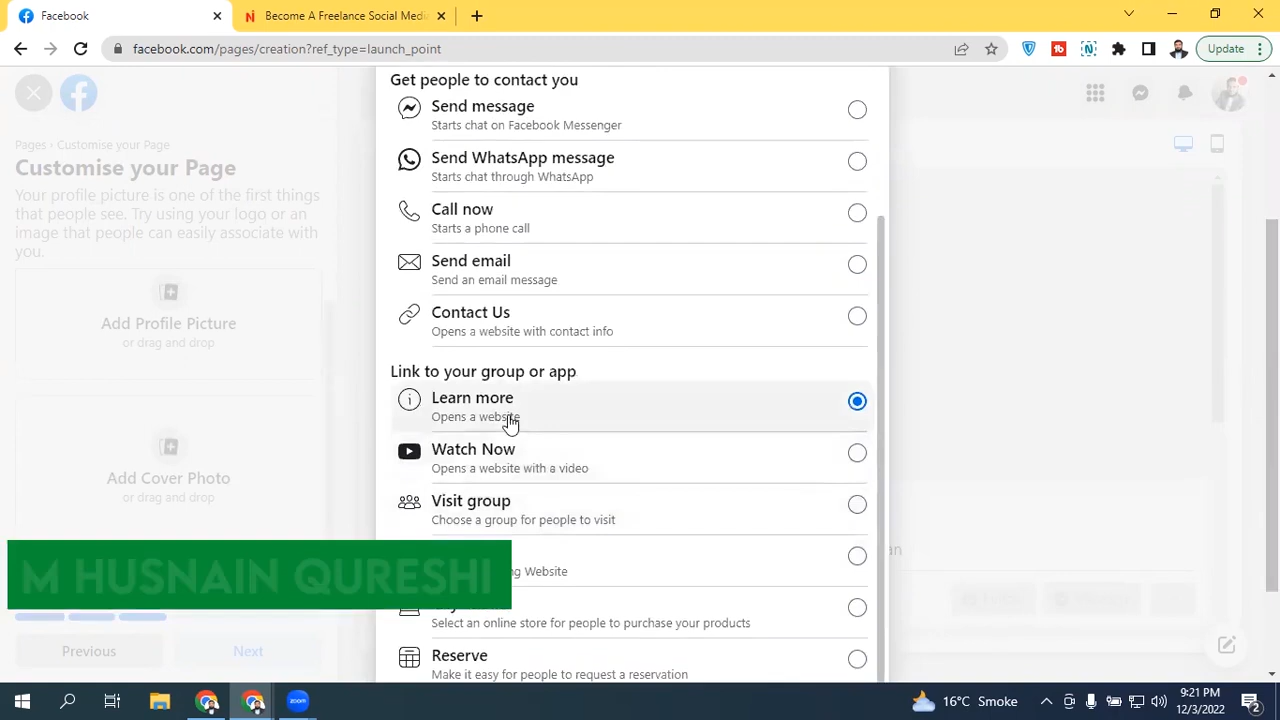 Facebook
Become A Freelance Social Media
facebook.com/pages/creation?ref_type=launch_point
Update
Pages › Customise your Page
Customise your Page
Your profile picture is one of the first things
that people see. Try using your logo or an
image that people can easily associate with
you.
Add Profile Picture
or drag and drop
Add Cover Photo
or drag and drop
Previous
Next
Get people to contact you
Send message
Starts chat on Facebook Messenger
Send WhatsApp message
Starts chat through WhatsApp
Call now
Starts a phone call
Send email
Send an email message
Contact Us
Opens a website with contact info
Link to your group or app
Learn more
Opens a website
Watch Now
Opens a website with a video
Visit group
Choose a group for people to visit
Website
Select an online store for people to purchase your products
Reserve
Make it easy for people to request a reservation
M HUSNAIN QURESHI
zoom
16°C Smoke
9:21 PM
12/3/2022
2